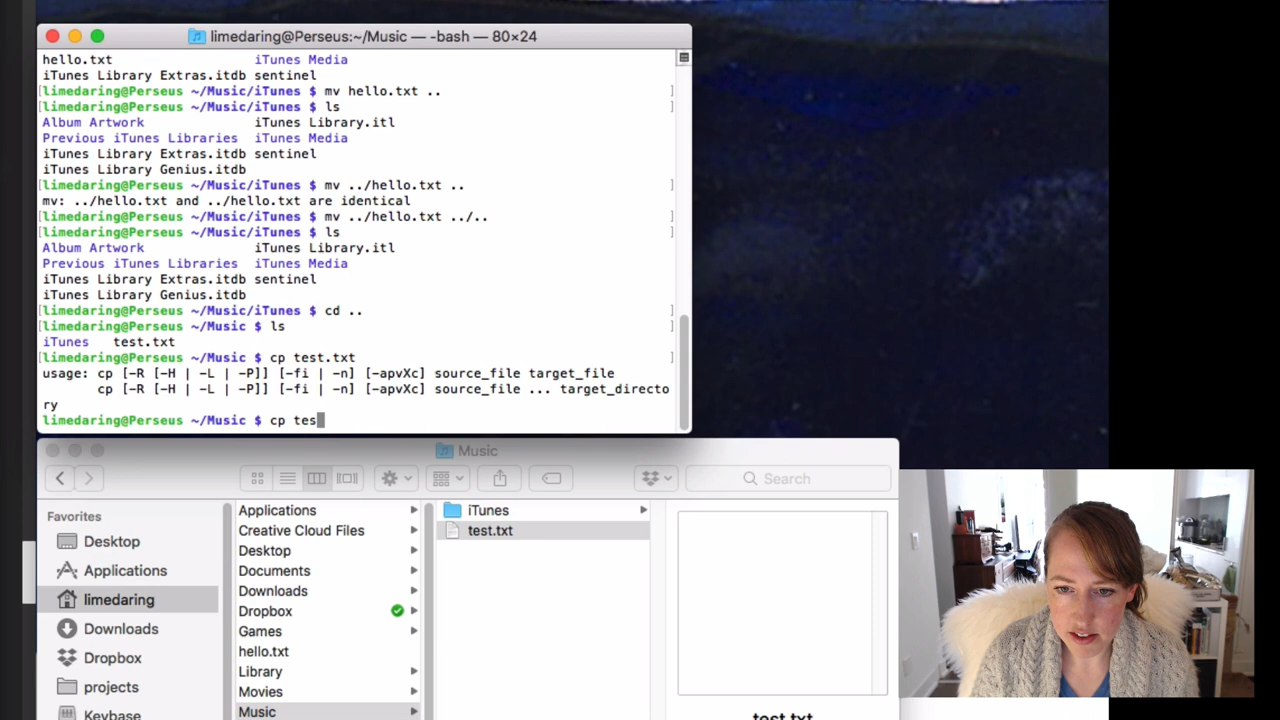 limedaring@Perseus:~/Music — -bash — 80×24
hello.txt iTunes Media
iTunes Library Extras.itdb sentinel
[limedaring@Perseus ~/Music/iTunes $ mv hello.txt .. ]
[limedaring@Perseus ~/Music/iTunes $ ls ]
Album Artwork iTunes Library.itl
Previous iTunes Libraries iTunes Media
iTunes Library Extras.itdb sentinel
iTunes Library Genius.itdb
[limedaring@Perseus ~/Music/iTunes $ mv ../hello.txt .. ]
mv: ../hello.txt and ../hello.txt are identical
[limedaring@Perseus ~/Music/iTunes $ mv ../hello.txt ../.. ]
[limedaring@Perseus ~/Music/iTunes $ ls ]
Album Artwork iTunes Library.itl
Previous iTunes Libraries iTunes Media
iTunes Library Extras.itdb sentinel
iTunes Library Genius.itdb
[limedaring@Perseus ~/Music/iTunes $ cd .. ]
[limedaring@Perseus ~/Music $ ls ]
iTunes test.txt
[limedaring@Perseus ~/Music $ cp test.txt ]
usage: cp [-R [-H | -L | -P]] [-fi | -n] [-apvXc] source_file target_file
cp [-R [-H | -L | -P]] [-fi | -n] [-apvXc] source_file ... target_directo
ry
limedaring@Perseus ~/Music $ cp tes
Music
Search
Favorites
Desktop
Applications
limedaring
Downloads
Dropbox
projects
Keybase
Applications
Creative Cloud Files
Desktop
Documents
Downloads
Dropbox
Games
hello.txt
Library
Movies
Music
iTunes
test.txt
test.txt